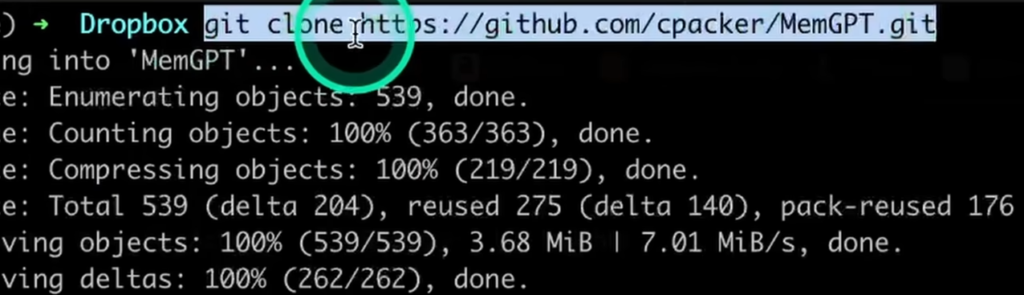 ) ➜ Dropbox git clone https://github.com/cpacker/MemGPT.git
ng into 'MemGPT'...
e: Enumerating objects: 539, done.
e: Counting objects: 100% (363/363), done.
e: Compressing objects: 100% (219/219), done.
e: Total 539 (delta 204), reused 275 (delta 140), pack-reused 176
ving objects: 100% (539/539), 3.68 MiB | 7.01 MiB/s, done.
ving deltas: 100% (262/262), done.